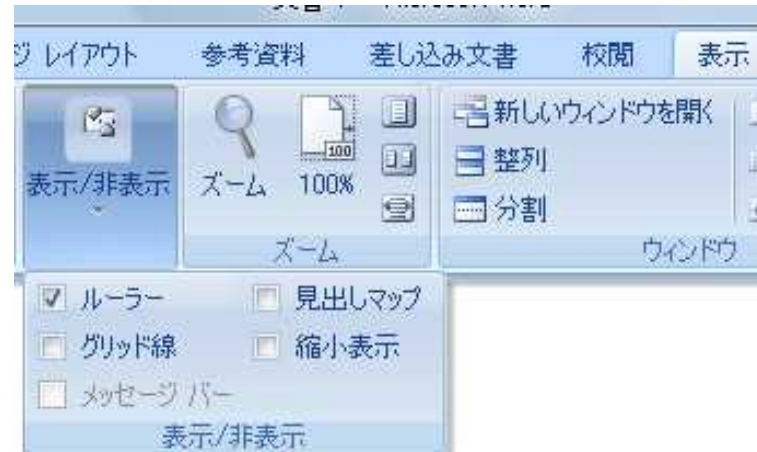 ジ レイアウト 参考資料 差し込み文書 校閲 表示
表示/非表示
ズーム
100%
100
新しいウィンドウを開く
整列
分割
ズーム
ウィンドウ
ルーラー
見出しマップ
グリッド線
縮小表示
メッセージ バー
表示/非表示